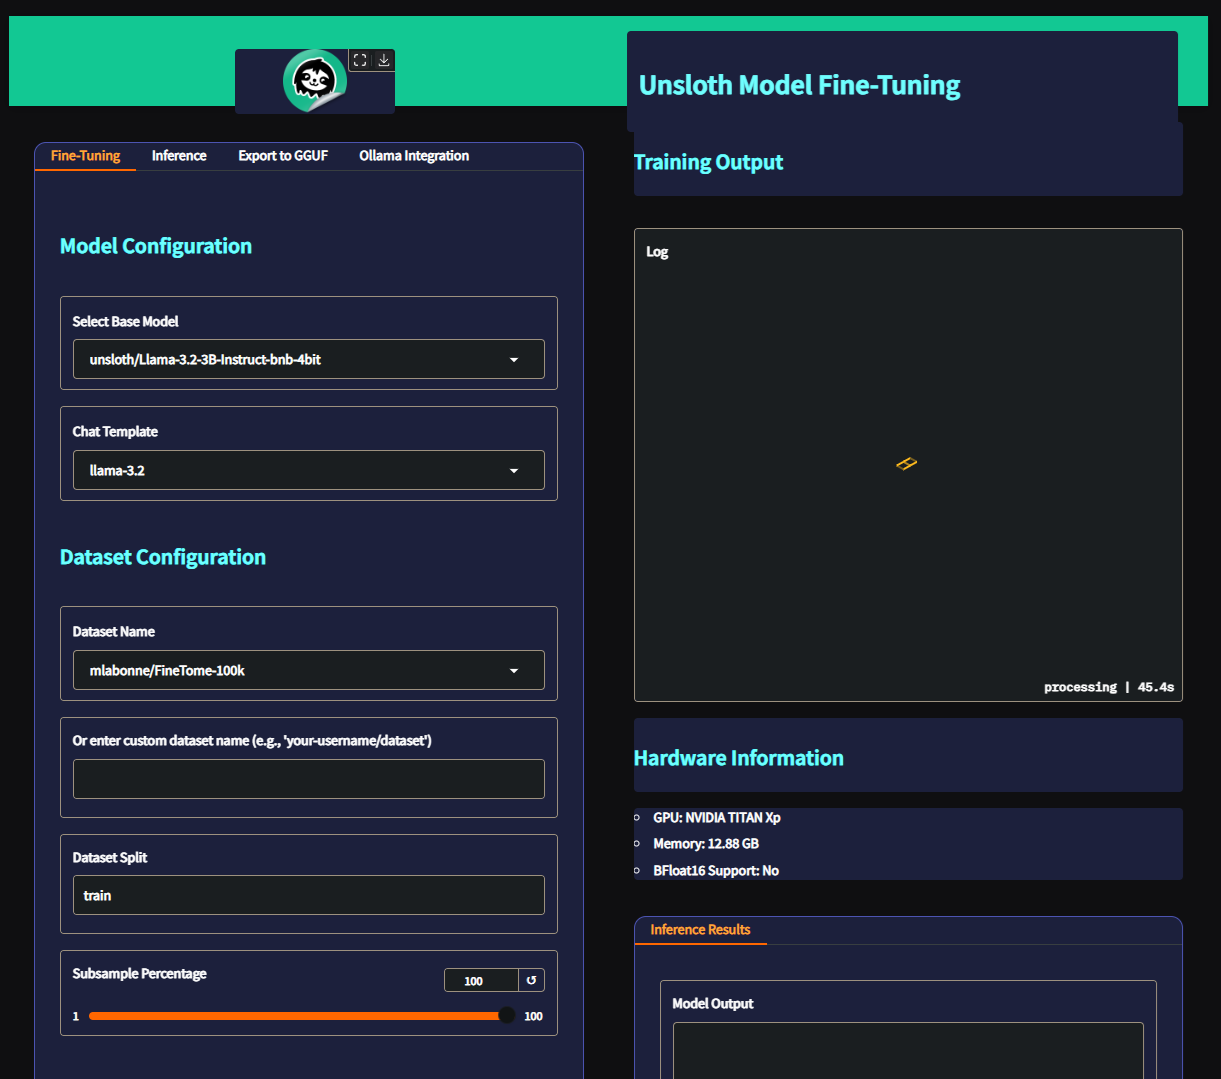 Unsloth Model Fine-Tuning
Fine-Tuning Inference Export to GGUF Ollama Integration
Model Configuration
Select Base Model
unsloth/Llama-3.2-3B-Instruct-bnb-4bit
Chat Template
llama-3.2
Dataset Configuration
Dataset Name
mlabonne/FineTome-100k
Or enter custom dataset name (e.g., 'your-username/dataset')
Dataset Split
train
Subsample Percentage
100
1 100
Training Output
Log
processing | 45.4s
Hardware Information
GPU: NVIDIA TITAN Xp
Memory: 12.88 GB
BFloat16 Support: No
Inference Results
Model Output